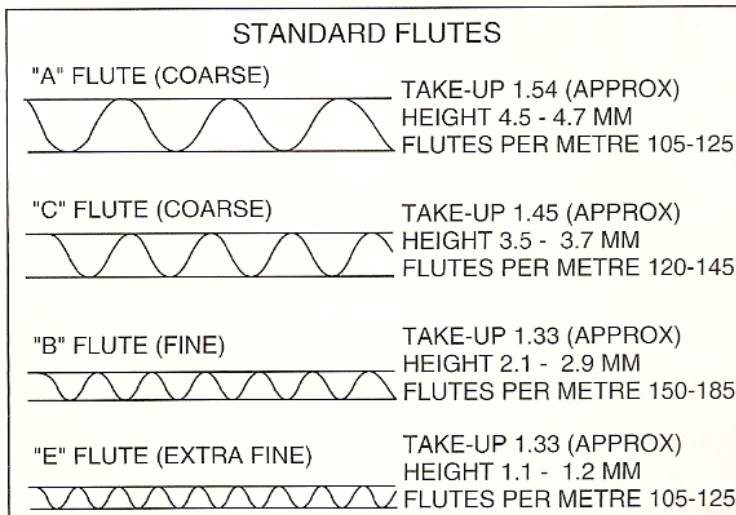 STANDARD FLUTES
"A" FLUTE (COARSE)
TAKE-UP 1.54 (APPROX)
HEIGHT 4.5 - 4.7 MM
FLUTES PER METRE 105-125
"C" FLUTE (COARSE)
TAKE-UP 1.45 (APPROX)
HEIGHT 3.5 - 3.7 MM
FLUTES PER METRE 120-145
"B" FLUTE (FINE)
TAKE-UP 1.33 (APPROX)
HEIGHT 2.1 - 2.9 MM
FLUTES PER METRE 150-185
"E" FLUTE (EXTRA FINE)
TAKE-UP 1.33 (APPROX)
HEIGHT 1.1 - 1.2 MM
FLUTES PER METRE 105-125